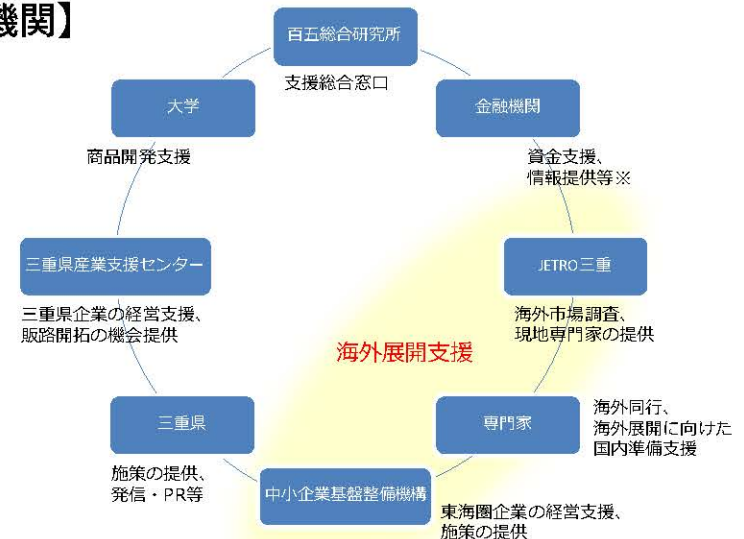 機関】
百五総合研究所
支援総合窓口
大学
商品開発支援
金融機関
資金支援、
情報提供等※
三重県産業支援センター
三重県企業の経営支援、
販路開拓の機会提供
JETRO三重
海外市場調査、
現地専門家の提供
海外展開支援
三重県
施策の提供、
発信・PR等
専門家
海外同行、
海外展開に向けた
国内準備支援
中小企業基盤整備機構
東海圏企業の経営支援、
施策の提供